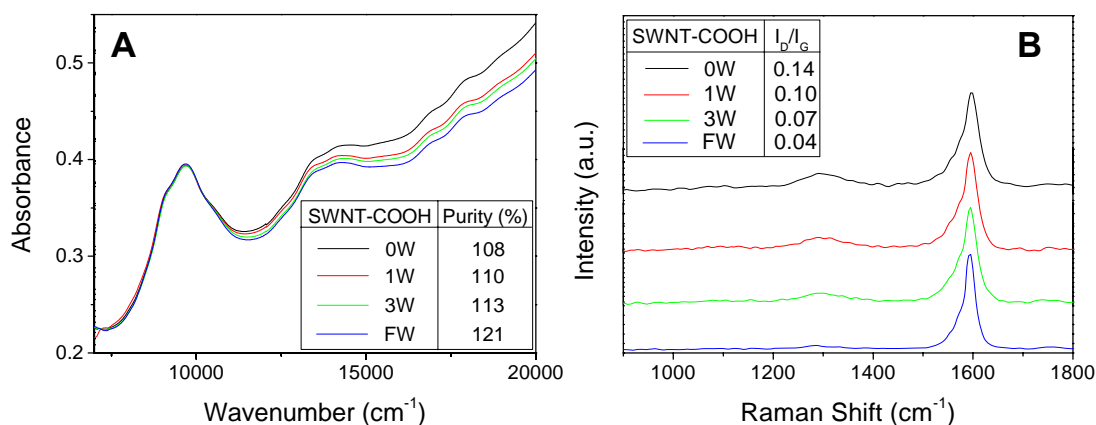 A
Absorbance
0.5
0.4
0.3
0.2
SWNT-COOH Purity (%)
0W 108
1W 110
3W 113
FW 121
10000 15000 20000
Wavenumber (cm⁻¹)
B
Intensity (a.u.)
SWNT-COOH I_D/I_G
0W 0.14
1W 0.10
3W 0.07
FW 0.04
1000 1200 1400 1600 1800
Raman Shift (cm⁻¹)